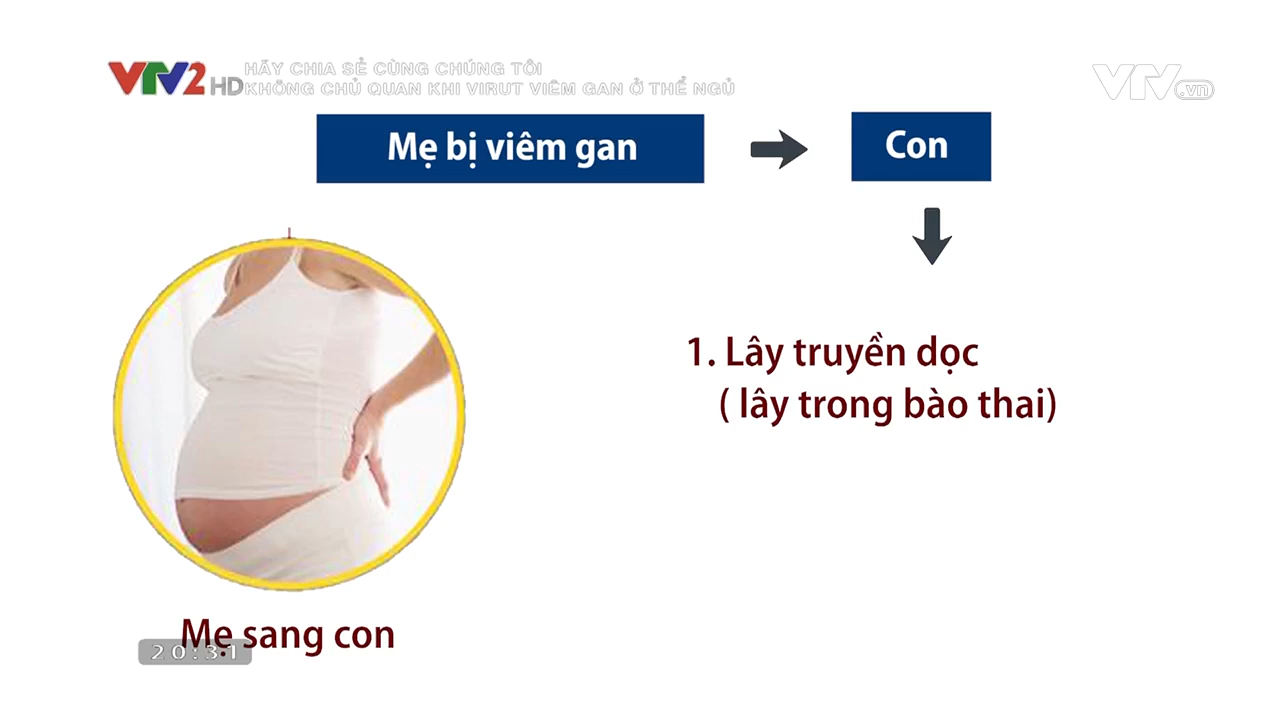 VTV2 HD
HÃY CHIA SẺ CÙNG CHÚNG TÔI
KHÔNG CHỦ QUAN KHI VIRUT VIÊM GAN Ở THỂ NGỦ
VTV.vn
Mẹ bị viêm gan
Con
1. Lây truyền dọc
( lây trong bào thai)
Mẹ sang con
20:31